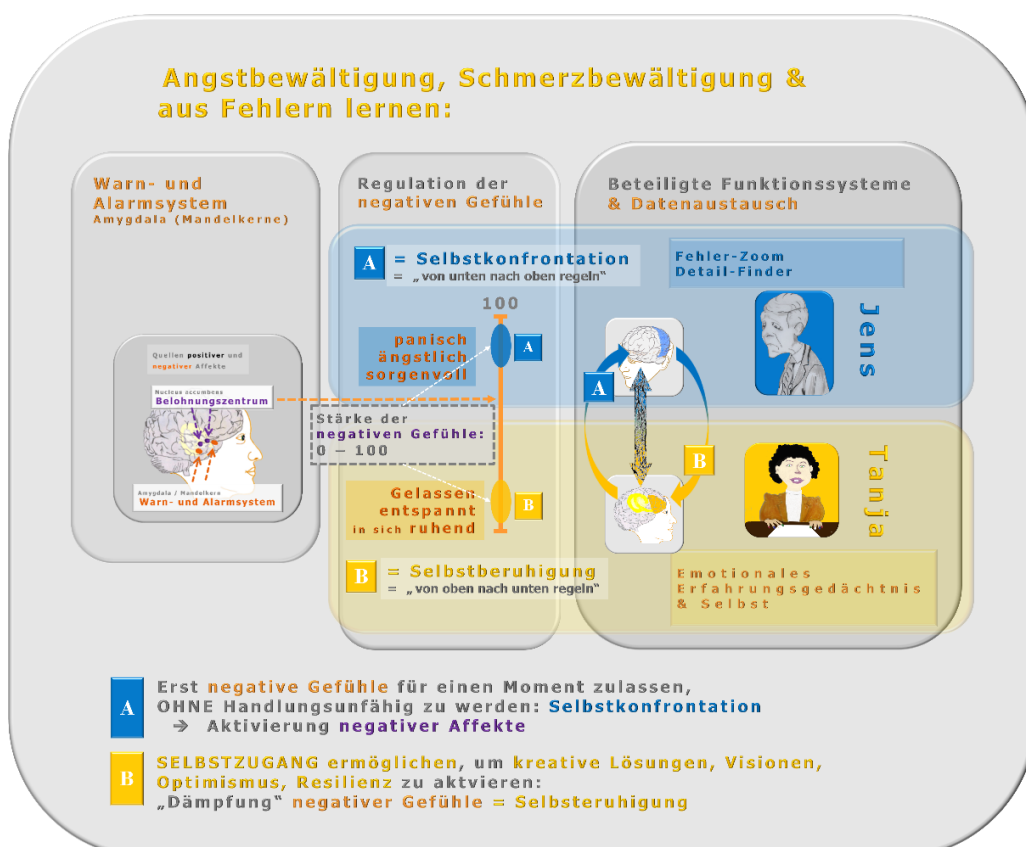 Angstbewältigung, Schmerzbewältigung &
aus Fehlern lernen:
Warn- und
Alarmsystem
Amygdala (Mandelkerne)
Quellen positiver und
negativer Affekte
Nucleus accumbens
Belohnungszentrum
Amygdala / Mandelkerne
Warn- und Alarmsystem
Regulation der
negativen Gefühle
A = Selbstkonfrontation
= „von unten nach oben regeln“
100
panisch
ängstlich
sorgenvoll
A
Stärke der
negativen Gefühle:
0 – 100
Gelassen
entspannt
in sich ruhend
B
B = Selbstberuhigung
= „von oben nach unten regeln“
Beteiligte Funktionssysteme
& Datenaustausch
Fehler-Zoom
Detail-Finder
Jens
A
B
Tanja
Emotionales
Erfahrungsgedächtnis
& Selbst
A Erst negative Gefühle für einen Moment zulassen,
OHNE Handlungsunfähig zu werden: Selbstkonfrontation
→ Aktivierung negativer Affekte
B SELBSTZUGANG ermöglichen, um kreative Lösungen, Visionen,
Optimismus, Resilienz zu aktvieren:
„Dämpfung“ negativer Gefühle = Selbsteruhigung